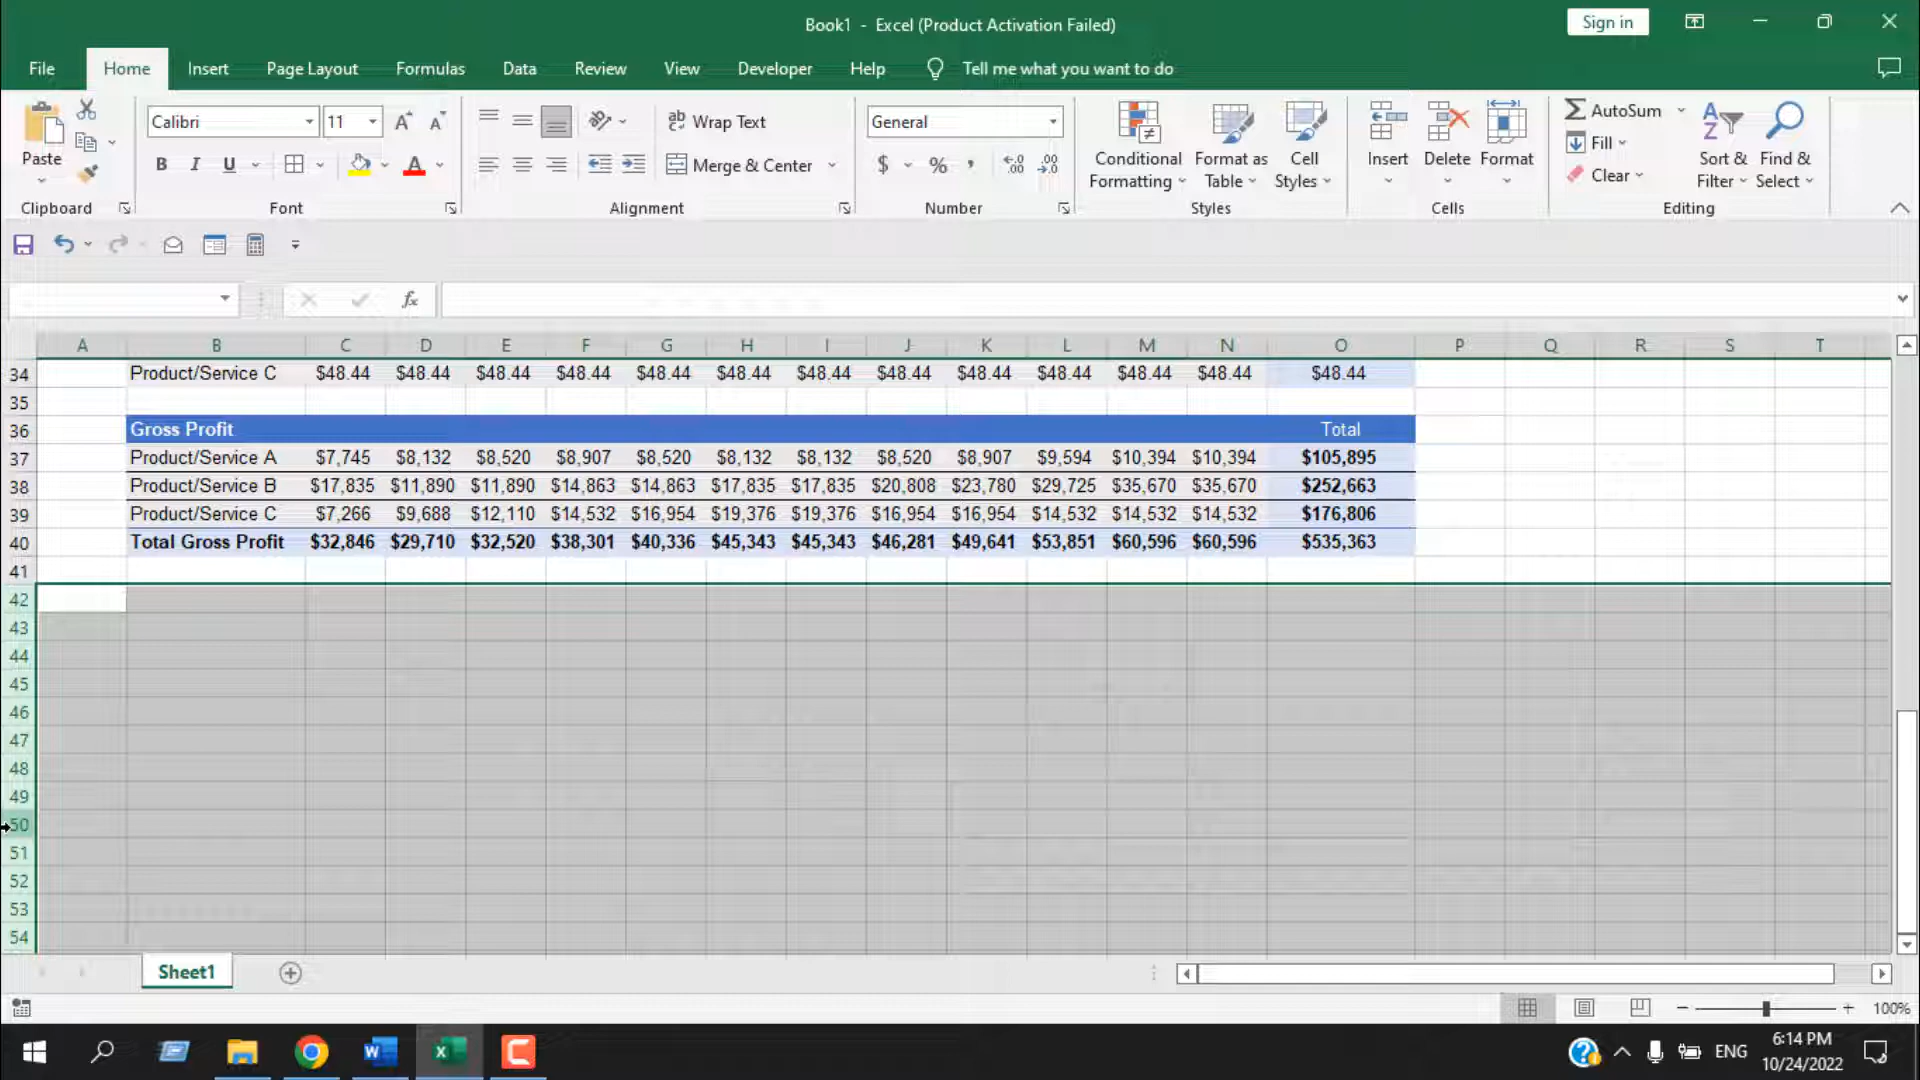 Book1 - Excel (Product Activation Failed)
Sign in
File Home Insert Page Layout Formulas Data Review View Developer Help Tell me what you want to do
Paste
Clipboard
Calibri 11
B I U A
Font
Wrap Text
Merge & Center
Alignment
General
$ % ,
Number
Conditional Formatting
Format as Table
Cell Styles
Styles
Insert
Delete
Format
Cells
AutoSum
Fill
Clear
Sort & Filter
Find & Select
Editing
fx
A B C D E F G H I J K L M N O P Q R S T
34 Product/Service C $48.44 $48.44 $48.44 $48.44 $48.44 $48.44 $48.44 $48.44 $48.44 $48.44 $48.44 $48.44 $48.44
35
36 Gross Profit Total
37 Product/Service A $7,745 $8,132 $8,520 $8,907 $8,520 $8,132 $8,132 $8,520 $8,907 $9,594 $10,394 $10,394 $105,895
38 Product/Service B $17,835 $11,890 $11,890 $14,863 $14,863 $17,835 $17,835 $20,808 $23,780 $29,725 $35,670 $35,670 $252,663
39 Product/Service C $7,266 $9,688 $12,110 $14,532 $16,954 $19,376 $19,376 $16,954 $16,954 $14,532 $14,532 $14,532 $176,806
40 Total Gross Profit $32,846 $29,710 $32,520 $38,301 $40,336 $45,343 $45,343 $46,281 $49,641 $53,851 $60,596 $60,596 $535,363
41
42
43
44
45
46
47
48
49
50
51
52
53
54
Sheet1
100%
ENG
6:14 PM
10/24/2022